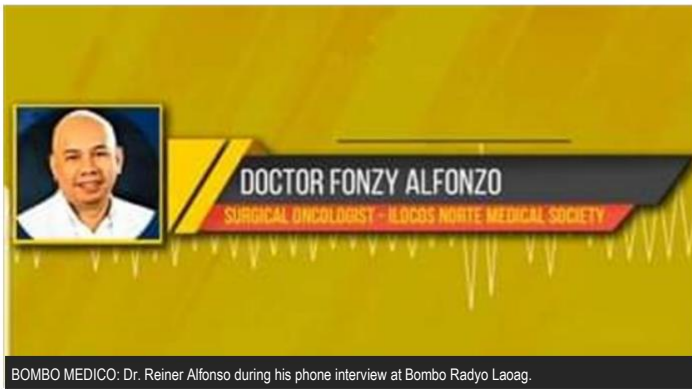 DOCTOR FONZY ALFONZO
SURGICAL ONCOLOGIST - ILOCOS NORTE MEDICAL SOCIETY
BOMBO MEDICO: Dr. Reiner Alfonso during his phone interview at Bombo Radyo Laoag.